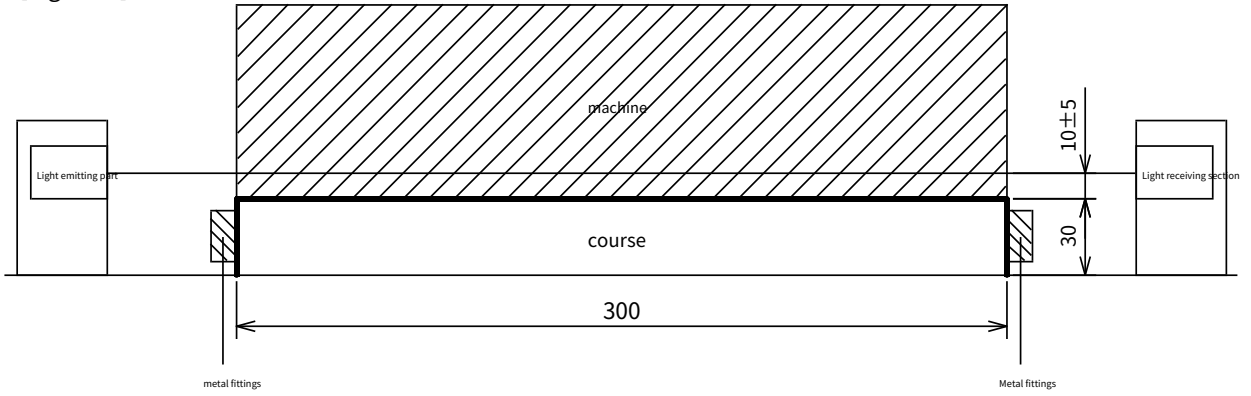 machine
10±5
Light emitting part
Light receiving section
course
30
300
metal fittings
Metal fittings